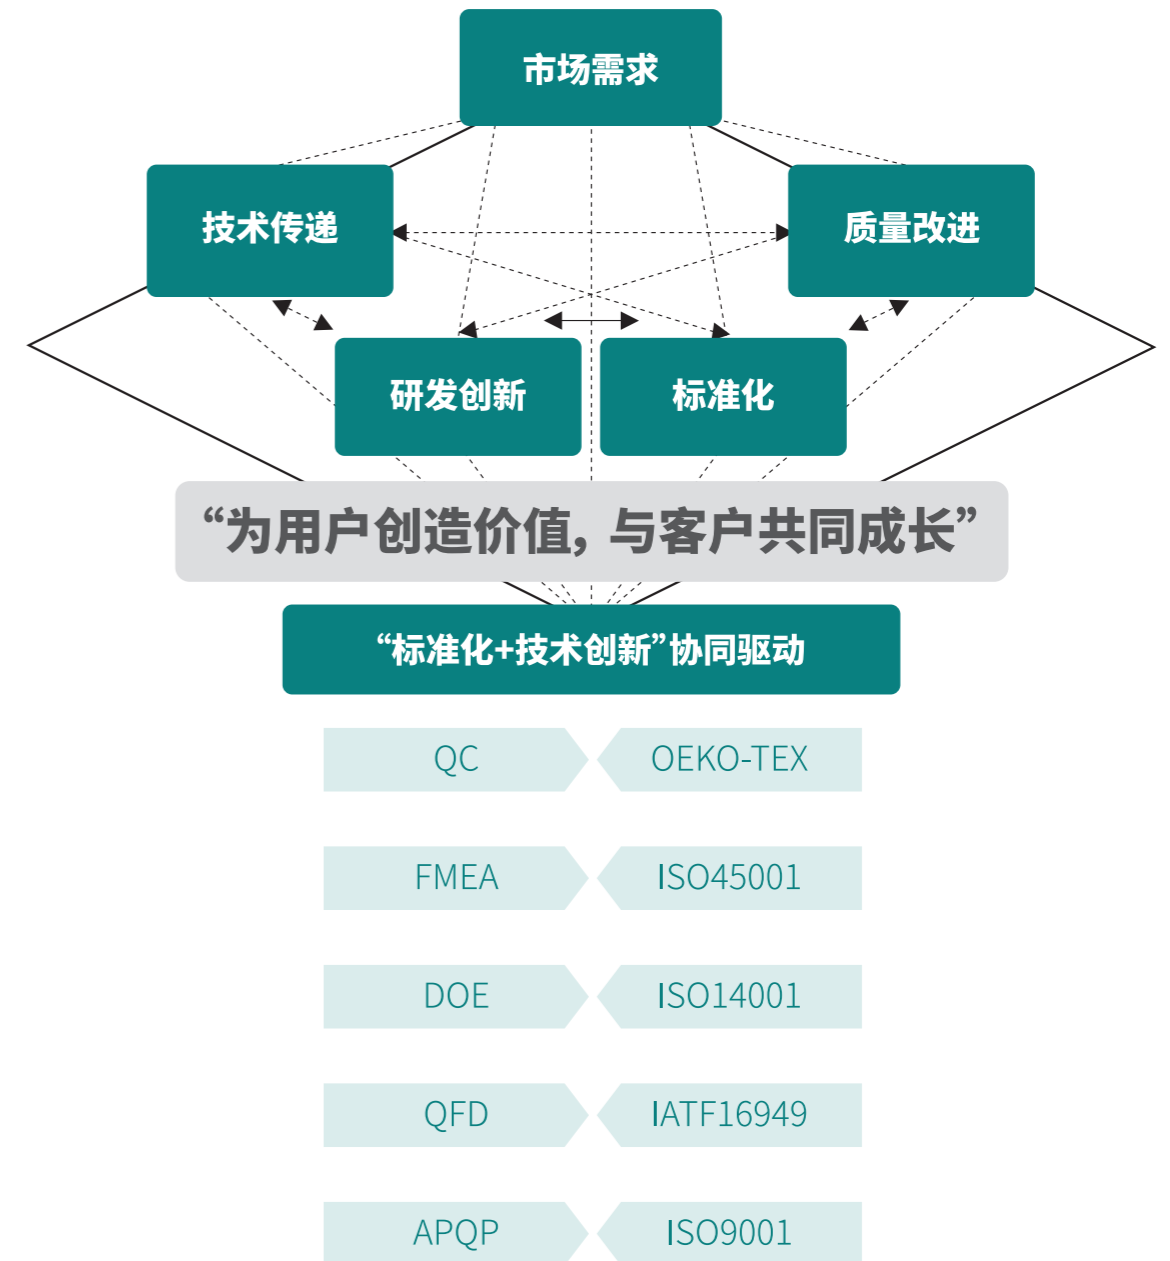 市场需求
技术传递
质量改进
研发创新
标准化
“为用户创造价值，与客户共同成长”
“标准化+技术创新”协同驱动
QC
OEKO-TEX
FMEA
ISO45001
DOE
ISO14001
QFD
IATF16949
APQP
ISO9001